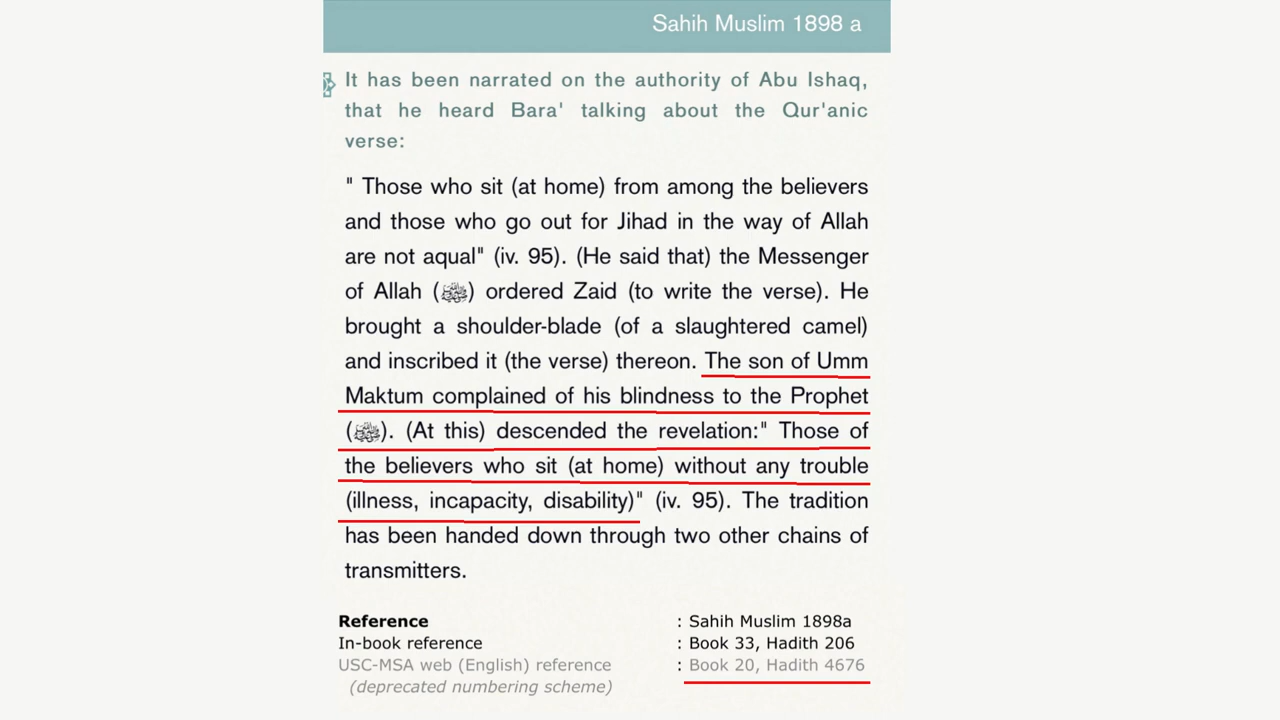 Sahih Muslim 1898 a
It has been narrated on the authority of Abu Ishaq,
that he heard Bara' talking about the Qur'anic
verse:
" Those who sit (at home) from among the believers
and those who go out for Jihad in the way of Allah
are not aqual" (iv. 95). (He said that) the Messenger
of Allah (ﷺ) ordered Zaid (to write the verse). He
brought a shoulder-blade (of a slaughtered camel)
and inscribed it (the verse) thereon. The son of Umm
Maktum complained of his blindness to the Prophet
(ﷺ). (At this) descended the revelation:" Those of
the believers who sit (at home) without any trouble
(illness, incapacity, disability)" (iv. 95). The tradition
has been handed down through two other chains of
transmitters.
Reference : Sahih Muslim 1898a
In-book reference : Book 33, Hadith 206
USC-MSA web (English) reference : Book 20, Hadith 4676
(deprecated numbering scheme)